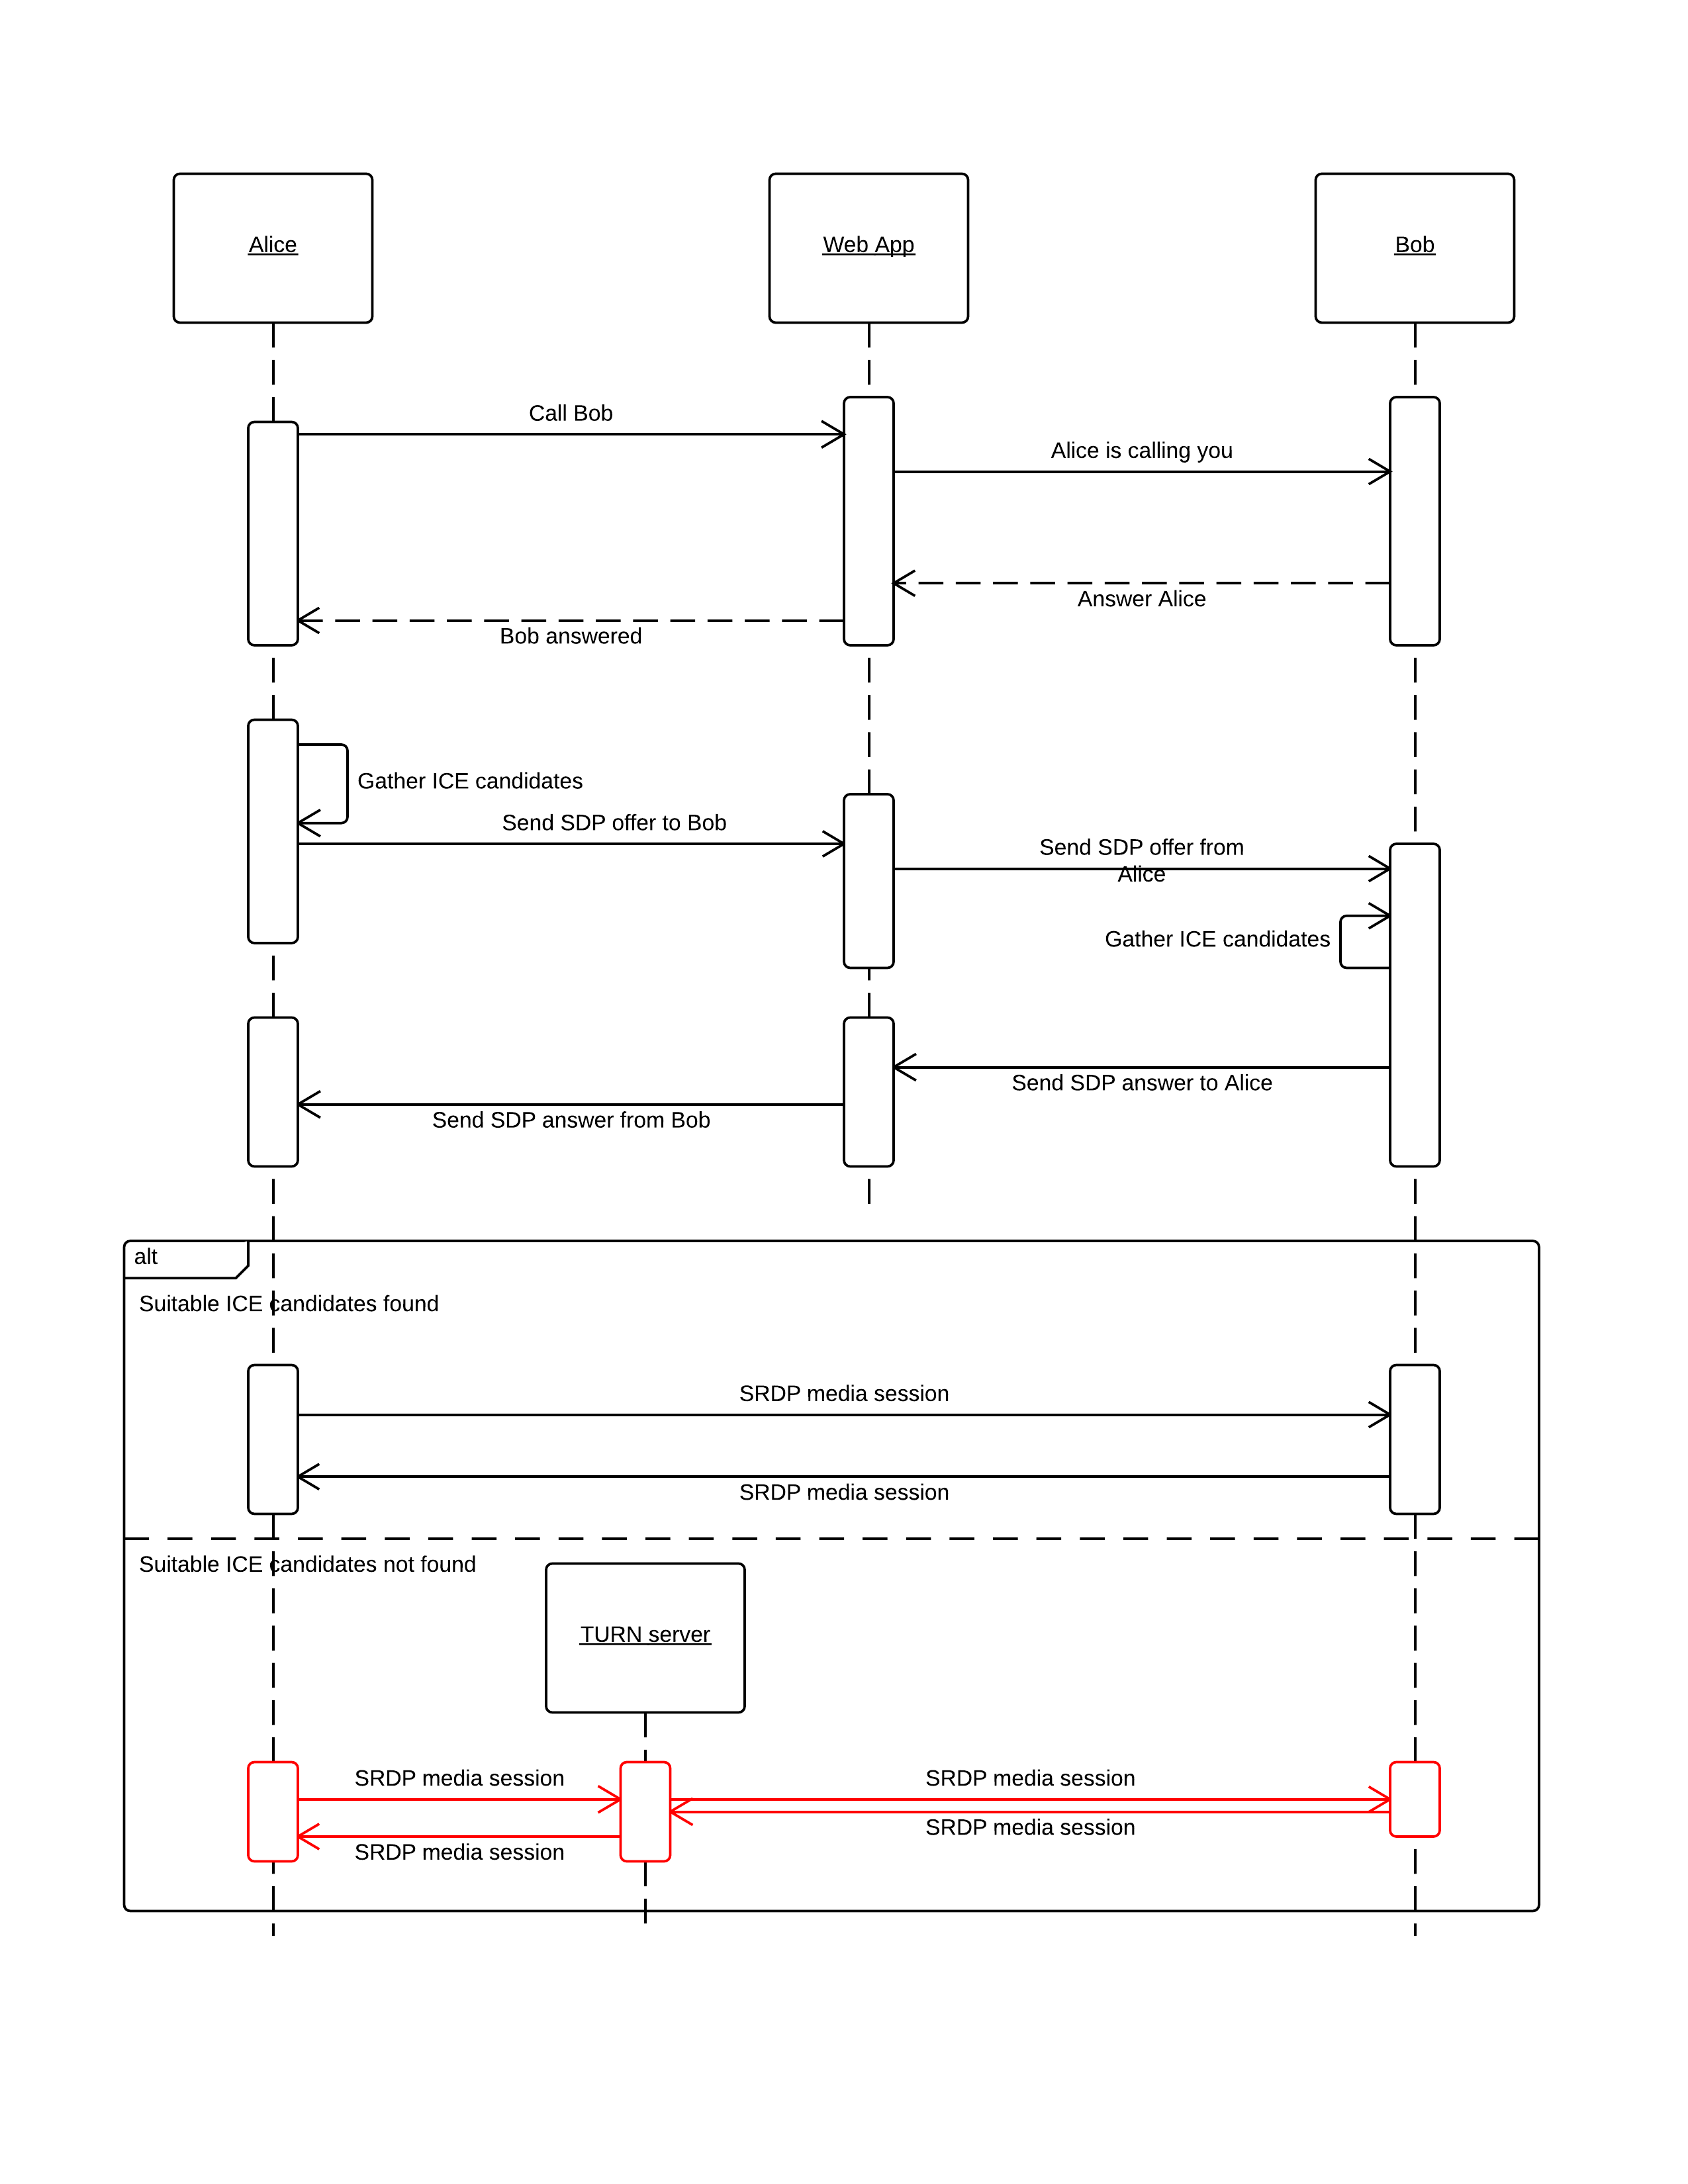 Alice
Web App
Bob
Call Bob
Alice is calling you
Answer Alice
Bob answered
Gather ICE candidates
Send SDP offer to Bob
Send SDP offer from
Alice
Gather ICE candidates
Send SDP answer to Alice
Send SDP answer from Bob
alt
Suitable ICE candidates found
SRDP media session
SRDP media session
Suitable ICE candidates not found
TURN server
SRDP media session
SRDP media session
SRDP media session
SRDP media session